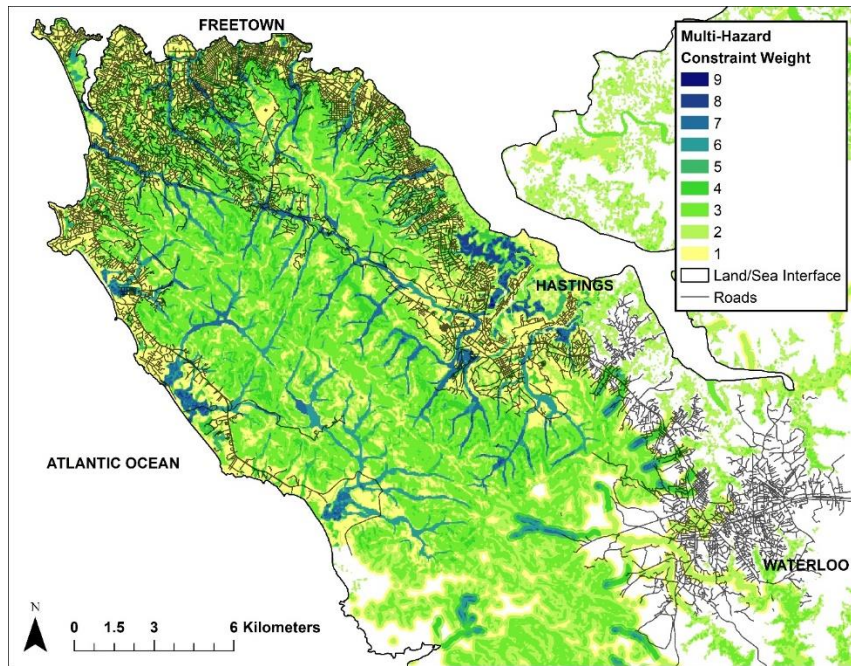 FREETOWN
Multi-Hazard
Constraint Weight
9
8
7
6
5
4
3
2
1
Land/Sea Interface
Roads
HASTINGS
ATLANTIC OCEAN
WATERLOO
N
0 1.5 3 6 Kilometers